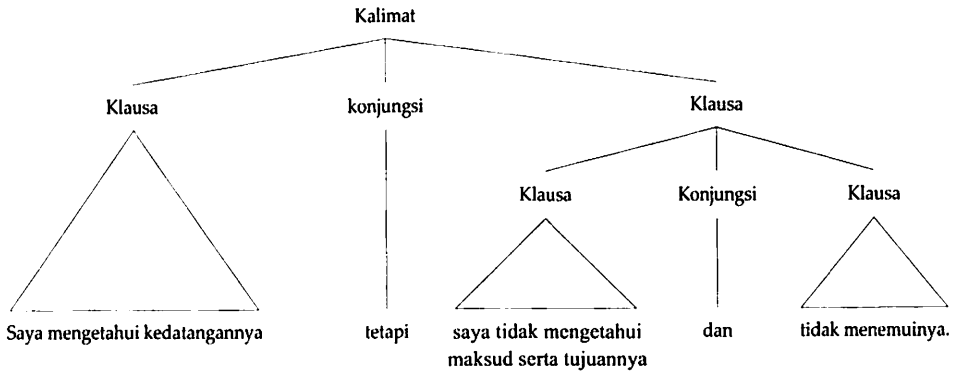 Kalimat
Klausa konjungsi Klausa
Klausa Konjungsi Klausa
Saya mengetahui kedatangannya tetapi saya tidak mengetahui dan tidak menemuinya.
maksud serta tujuannya